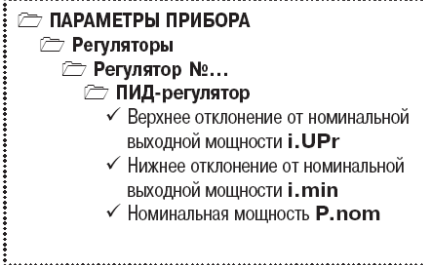 ПАРАМЕТРЫ ПРИБОРА
Регуляторы
Регулятор №...
ПИД-регулятор
✓ Верхнее отклонение от номинальной
выходной мощности i.UPr
✓ Нижнее отклонение от номинальной
выходной мощности i.min
✓ Номинальная мощность P.nom